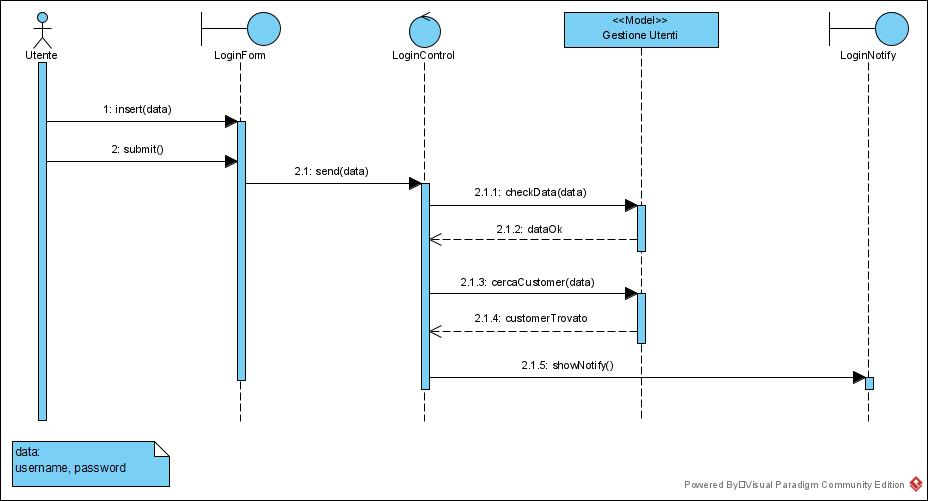 Utente
LoginForm
LoginControl
<<Model>>
Gestione Utenti
LoginNotify
1: insert(data)
2: submit()
2.1: send(data)
2.1.1: checkData(data)
2.1.2: dataOk
2.1.3: cercaCustomer(data)
2.1.4: customerTrovato
2.1.5: showNotify()
data:
username, password
Powered By Visual Paradigm Community Edition